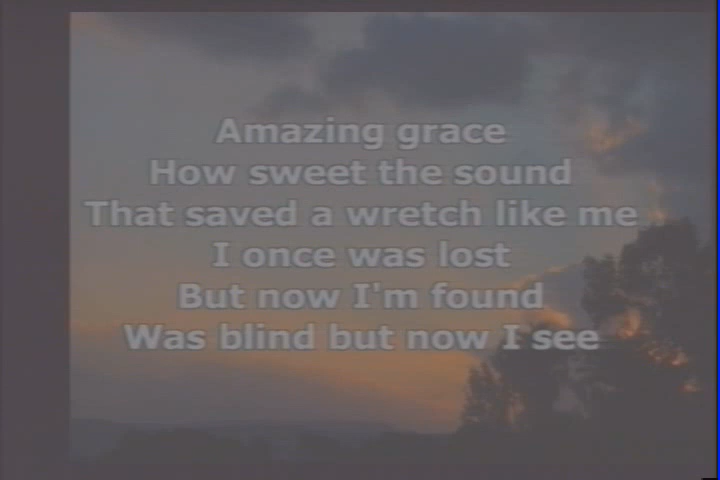 Amazing grace
How sweet the sound
That saved a wretch like me
I once was lost
But now I'm found
Was blind but now I see